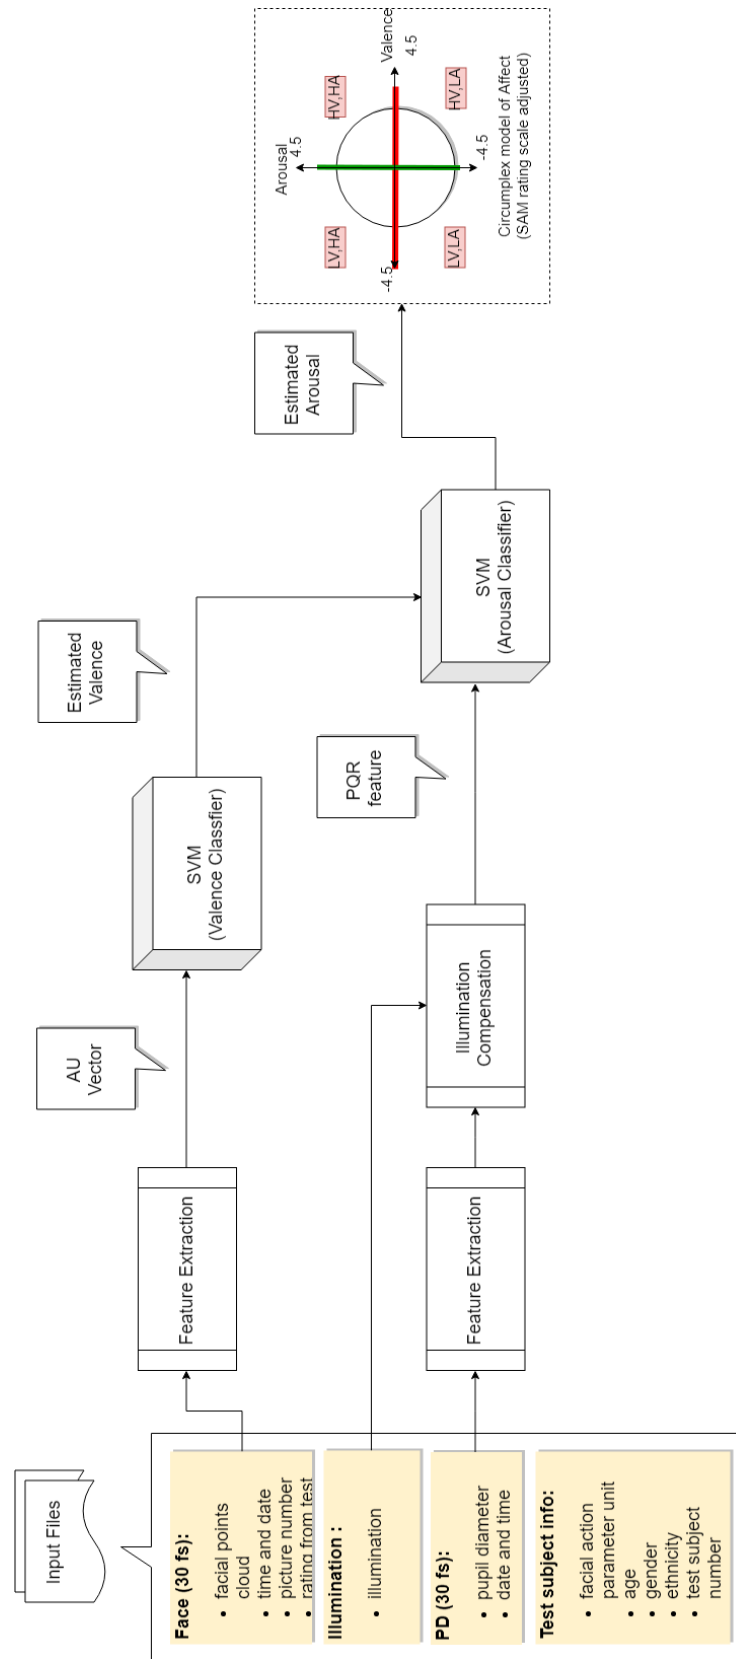 Input Files
Face (30 fs):
• facial points
cloud
• time and date
• picture number
• rating from test
Illumination :
• illumination
PD (30 fs):
• pupil diameter
• date and time
Test subject info:
• facial action
parameter unit
• age
• gender
• ethnicity
• test subject
number
Feature Extraction
Feature Extraction
AU
Vector
Illumination
Compensation
SVM
(Valence Classfier)
PQR
feature
Estimated
Valence
SVM
(Arousal Classifier)
Estimated
Arousal
Arousal
4.5
Valence
4.5
-4.5
-4.5
LV,HA
HV,HA
LV,LA
HV,LA
Circumplex model of Affect
(SAM rating scale adjusted)